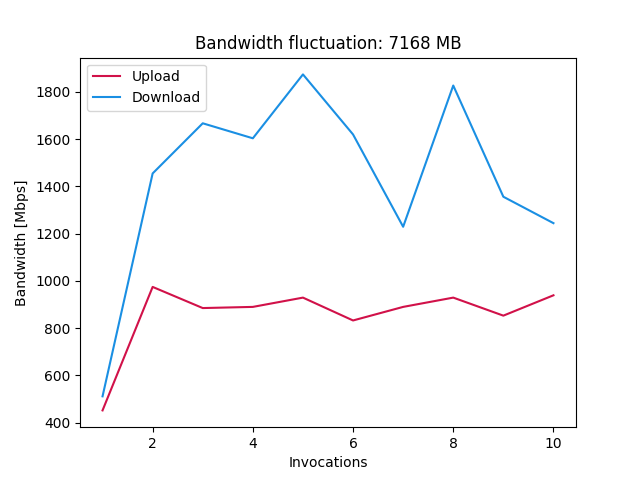 Bandwidth fluctuation: 7168 MB
Upload
Download
Bandwidth [Mbps]
1800
1600
1400
1200
1000
800
600
400
2 4 6 8 10
Invocations